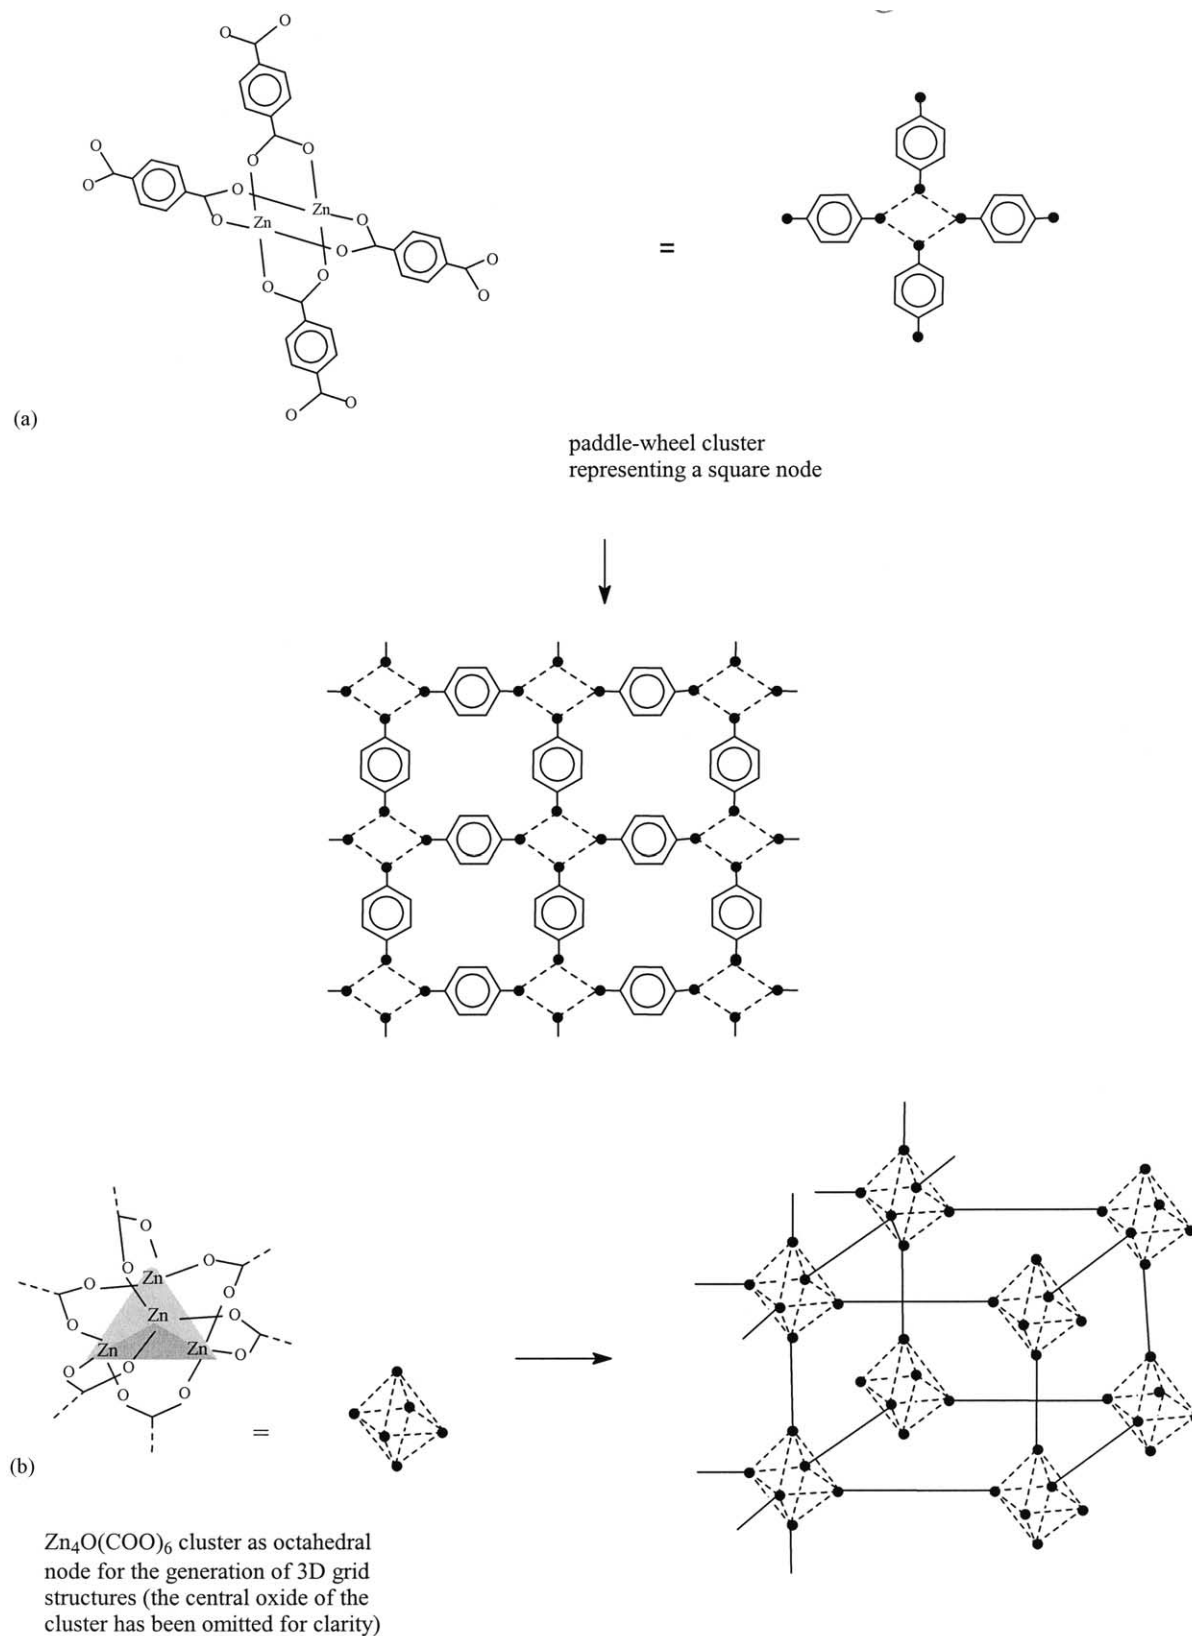 O O
O O
O O Zn O
O Zn O
O O
O O
O O
O O
O
=
(a)
paddle-wheel cluster
representing a square node
O
O O
O Zn O
O Zn O
O Zn Zn O
O O
O O
=
(b)
Zn4O(COO)6 cluster as octahedral
node for the generation of 3D grid
structures (the central oxide of the
cluster has been omitted for clarity)